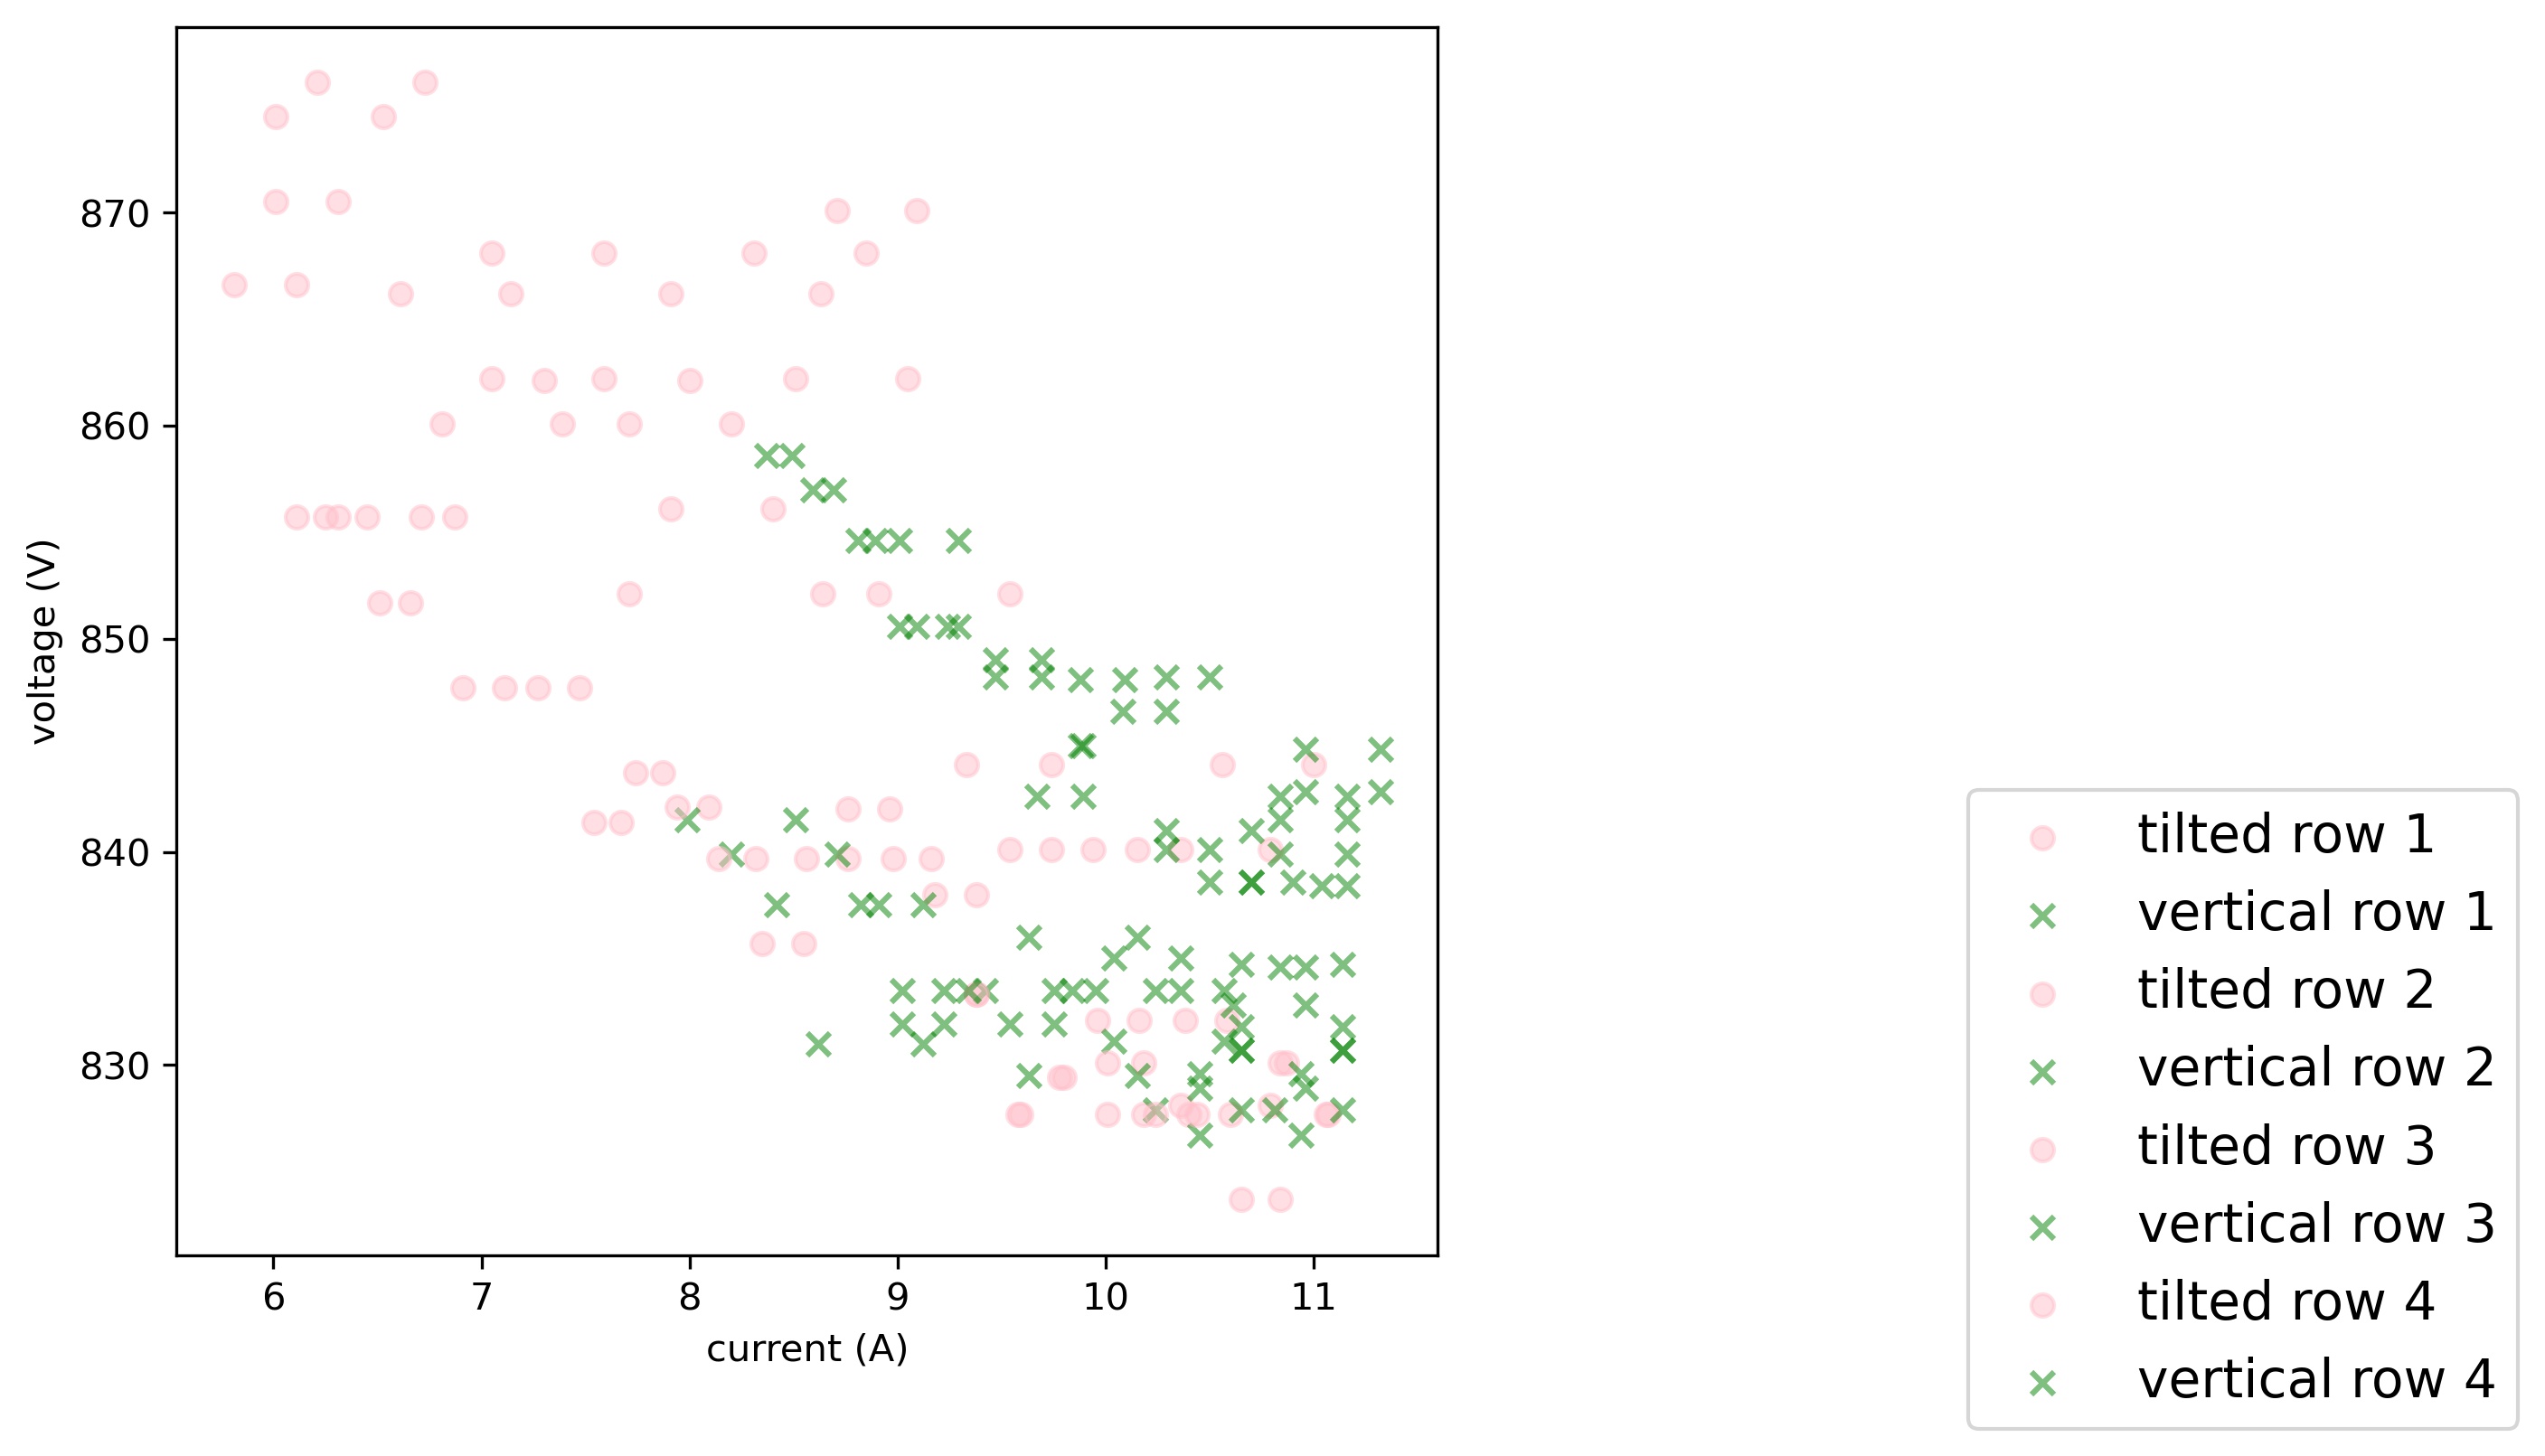 870
860
850
840
830
voltage (V)
6 7 8 9 10 11
current (A)
tilted row 1
vertical row 1
tilted row 2
vertical row 2
tilted row 3
vertical row 3
tilted row 4
vertical row 4